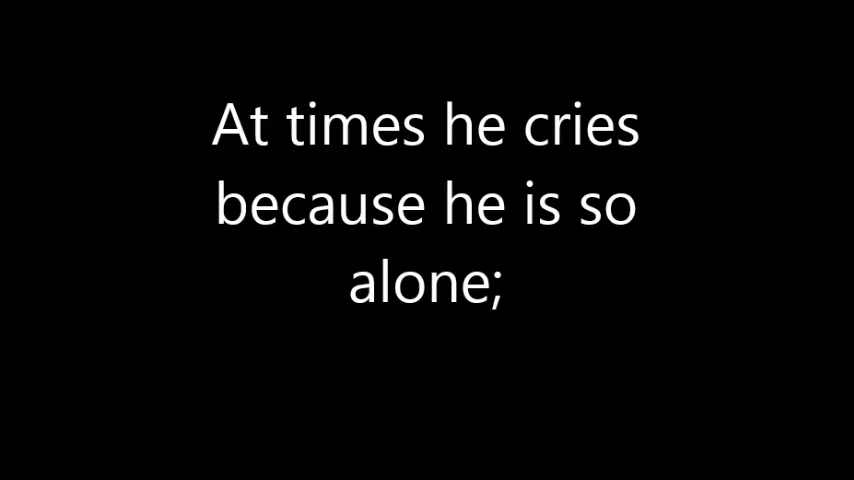 At times he cries
because he is so
alone;